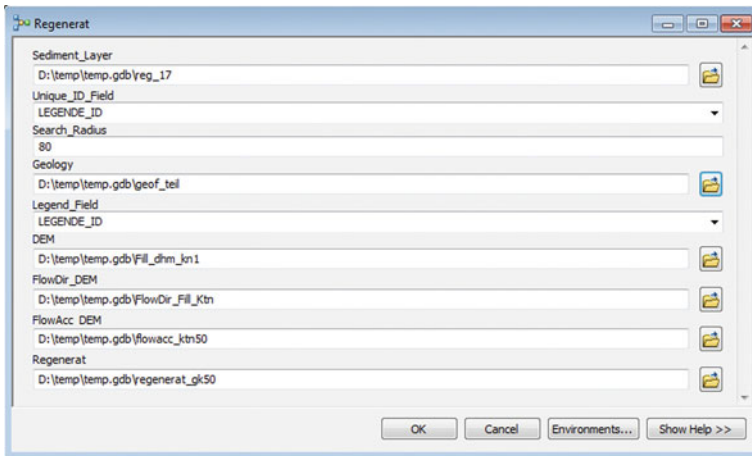 Regenerat
Sediment_Layer
D:\temp\temp.gdb\reg_17
Unique_ID_Field
LEGENDE_ID
Search_Radius
80
Geology
D:\temp\temp.gdb\geof_teil
Legend_Field
LEGENDE_ID
DEM
D:\temp\temp.gdb\Fill_dhm_kn1
FlowDir_DEM
D:\temp\temp.gdb\FlowDir_Fill_Ktn
FlowAcc_DEM
D:\temp\temp.gdb\flowacc_ktn50
Regenerat
D:\temp\temp.gdb\regenerat_gk50
OK Cancel Environments... Show Help >>